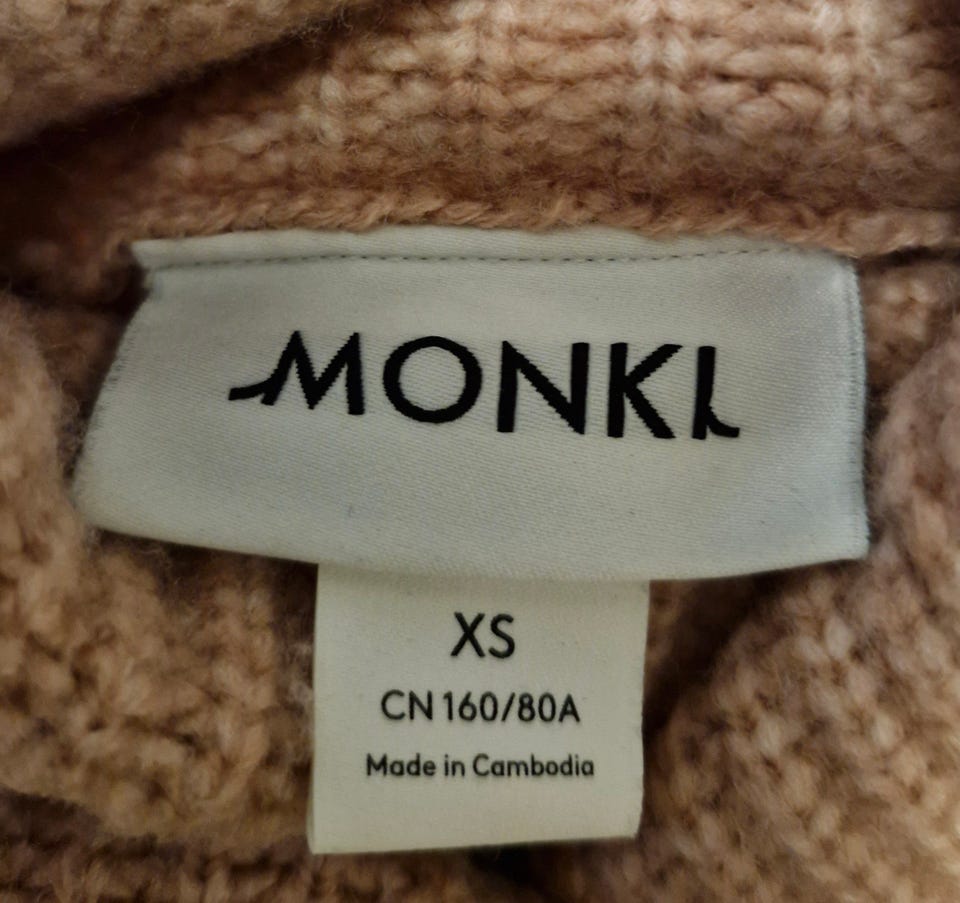 MONKI
XS
CN 160/80A
Made in Cambodia